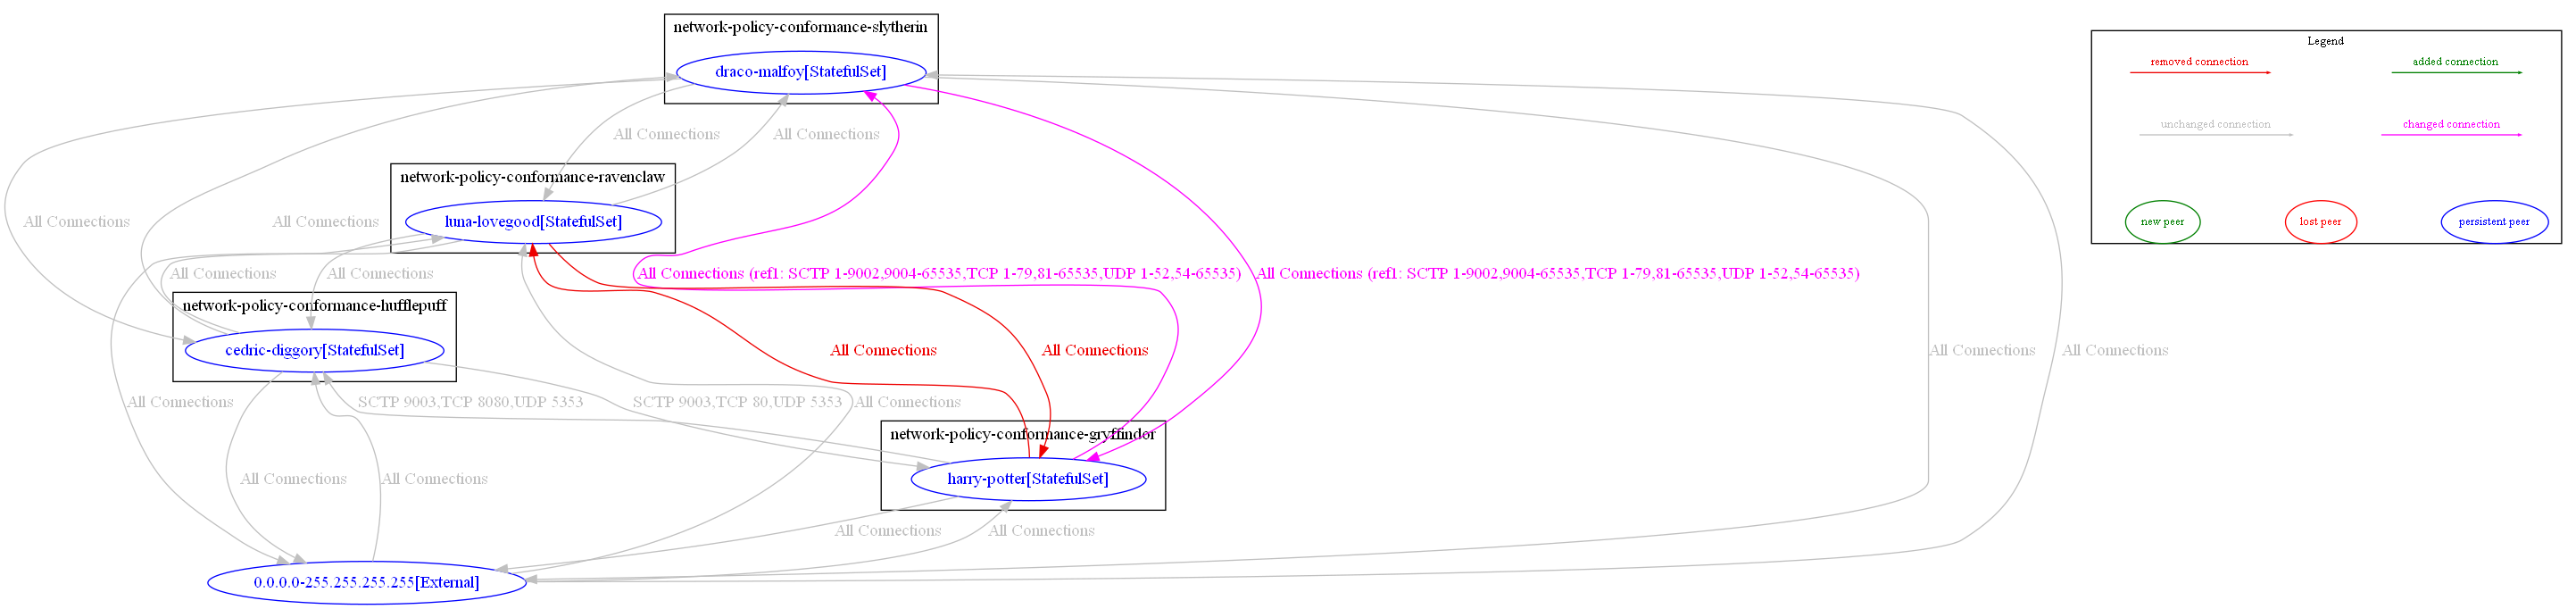 network-policy-conformance-slytherin
draco-malfoy[StatefulSet]
All Connections
All Connections
network-policy-conformance-ravenclaw
luna-lovegood[StatefulSet]
All Connections
All Connections
All Connections
All Connections
All Connections (ref1: SCTP 1-9002,9004-65535,TCP 1-79,81-65535,UDP 1-52,54-65535)
All Connections (ref1: SCTP 1-9002,9004-65535,TCP 1-79,81-65535,UDP 1-52,54-65535)
network-policy-conformance-hufflepuff
cedric-diggory[StatefulSet]
All Connections
All Connections
All Connections
All Connections
All Connections
SCTP 9003,TCP 8080,UDP 5353
SCTP 9003,TCP 80,UDP 5353
All Connections
network-policy-conformance-gryffindor
harry-potter[StatefulSet]
All Connections
All Connections
All Connections
All Connections
0.0.0.0-255.255.255.255[External]
Legend
removed connection
added connection
unchanged connection
changed connection
new peer
lost peer
persistent peer